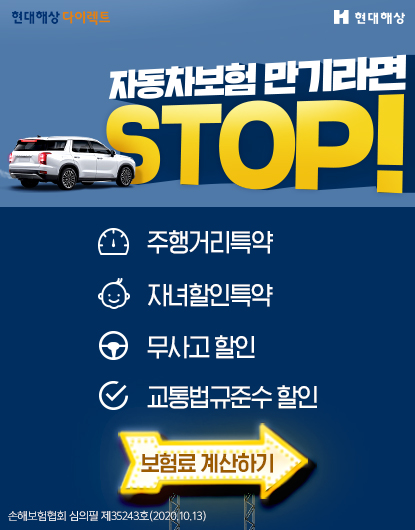 현대해상 다이렉트
현대해상
자동차보험 만기라면
STOP!
주행거리특약
자녀할인특약
무사고 할인
교통법규준수 할인
보험료 계산하기
손해보험협회 심의필 제35243호(2020.10.13)